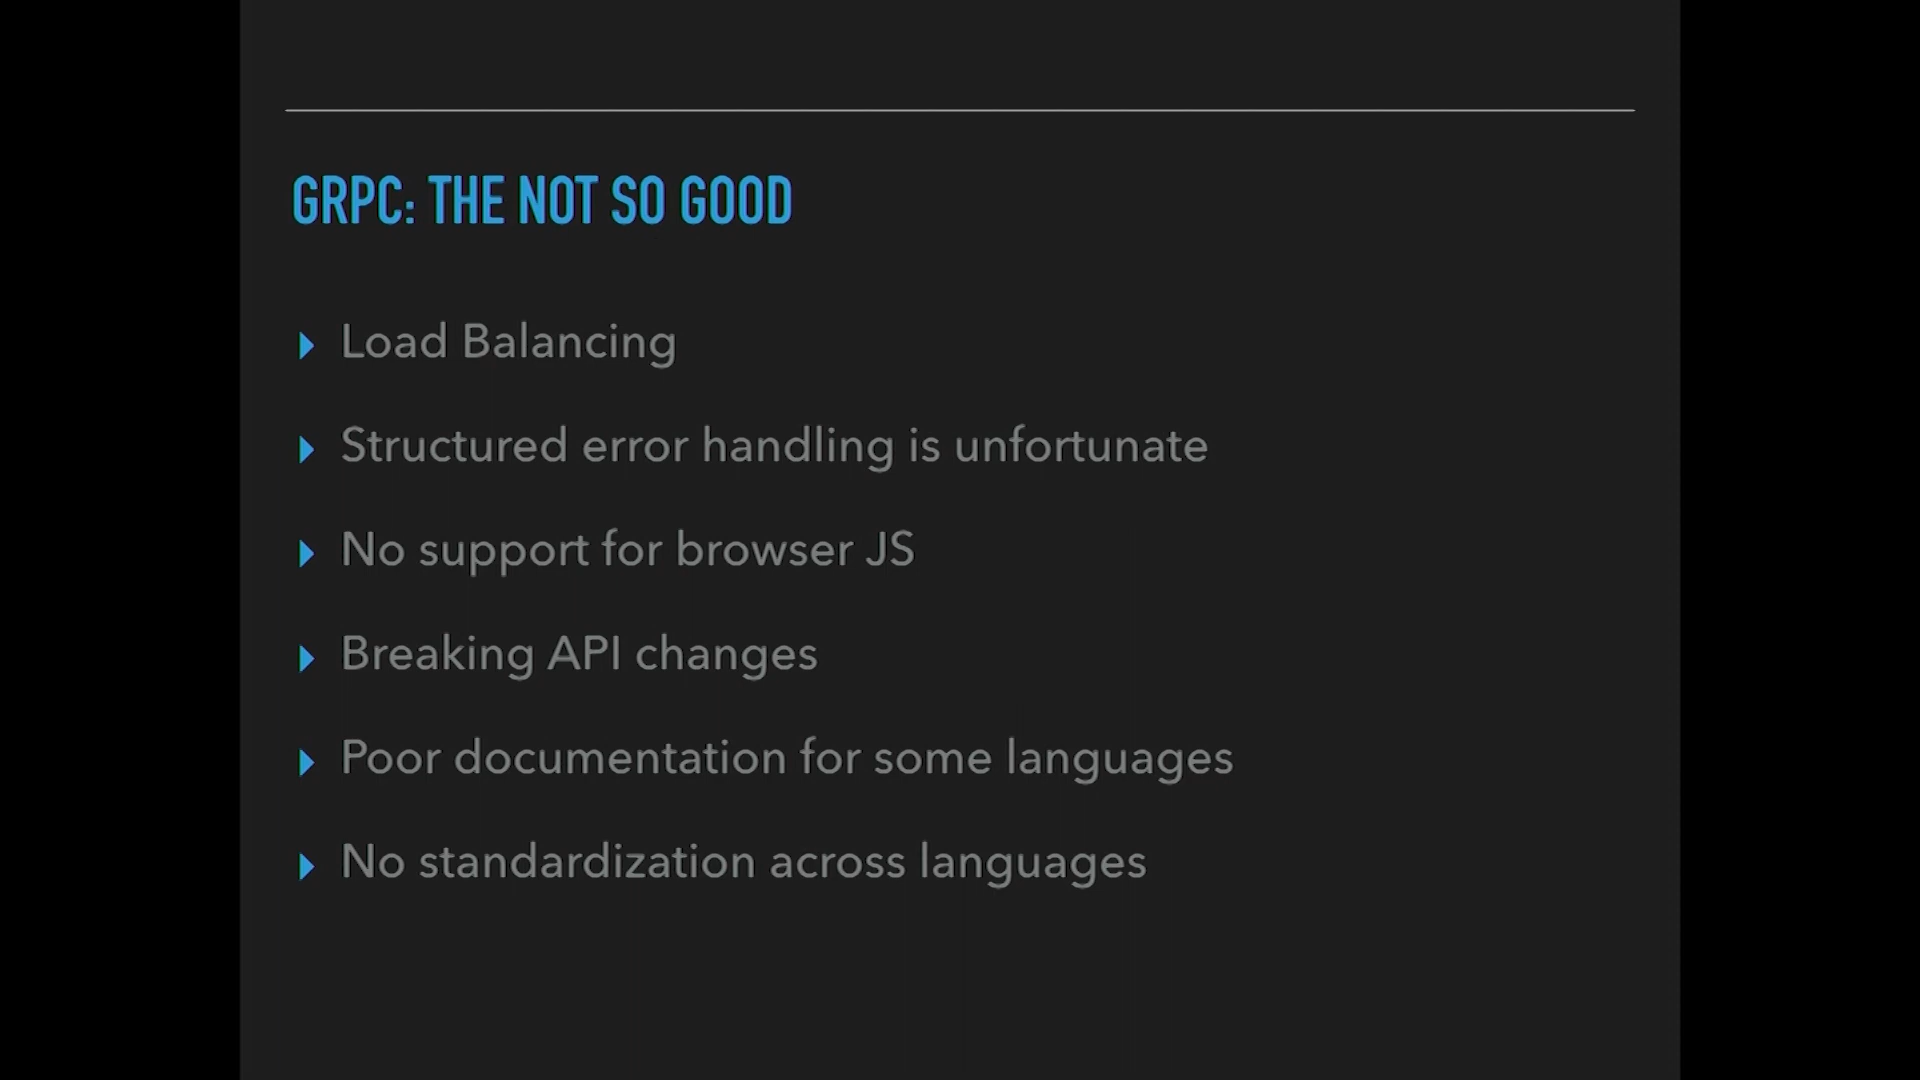 GRPC: THE NOT SO GOOD
Load Balancing
Structured error handling is unfortunate
No support for browser JS
Breaking API changes
Poor documentation for some languages
No standardization across languages